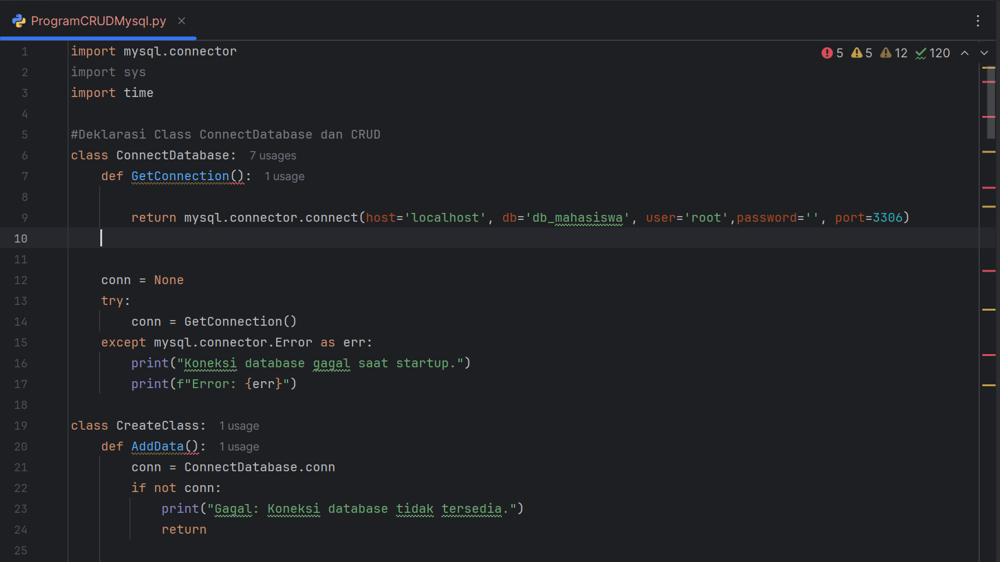 ProgramCRUDMysql.py
5 5 12 120
1 import mysql.connector
2 import sys
3 import time
4
5 #Deklarasi Class ConnectDatabase dan CRUD
6 class ConnectDatabase: 7 usages
7     def GetConnection(): 1 usage
8
9         return mysql.connector.connect(host='localhost', db='db_mahasiswa', user='root',password='', port=3306)
10
11
12     conn = None
13     try:
14         conn = GetConnection()
15     except mysql.connector.Error as err:
16         print("Koneksi database gagal saat startup.")
17         print(f"Error: {err}")
18
19 class CreateClass: 1 usage
20     def AddData(): 1 usage
21         conn = ConnectDatabase.conn
22         if not conn:
23             print("Gagal: Koneksi database tidak tersedia.")
24             return
25